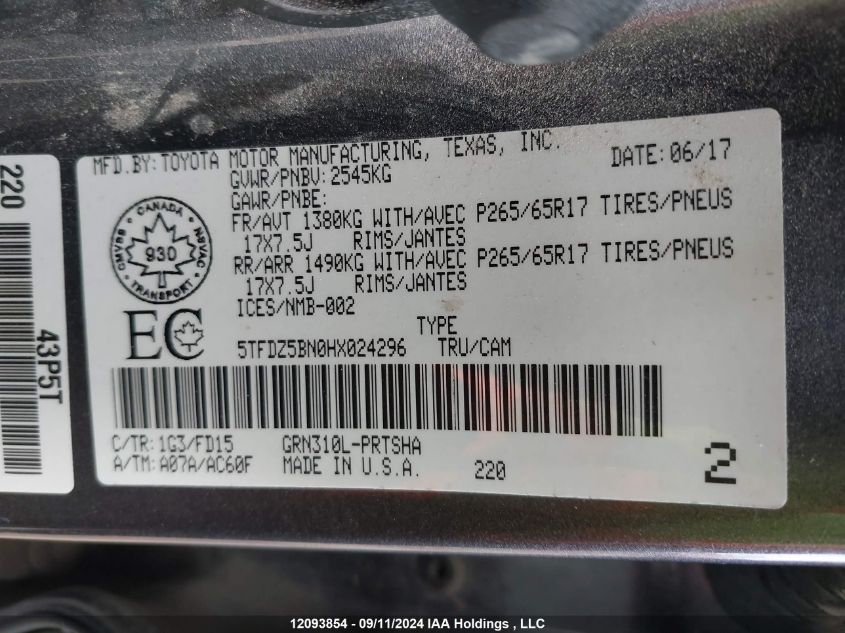 MFD.BY: TOYOTA MOTOR MANUFACTURING, TEXAS, INC. DATE: 06/17
GVWR/PNBV: 2545KG
GAWR/PNBE:
FR/AVT 1380KG WITH/AVEC P265/65R17 TIRES/PNEUS
17X7.5J RIMS/JANTES
RR/ARR 1490KG WITH/AVEC P265/65R17 TIRES/PNEUS
17X7.5J RIMS/JANTES
ICES/NMB-002
CANADA
CMVSS 930 NSVAC
TRANSPORT
EC
TYPE
5TFDZ5BN0HX024296 TRU/CAM
C/TR: 1G3/FD15 GRN310L-PRTSHA
A/TM: A07A/AC60F MADE IN U.S.A. 220
2
220
43P5T
12093854 - 09/11/2024 IAA Holdings , LLC